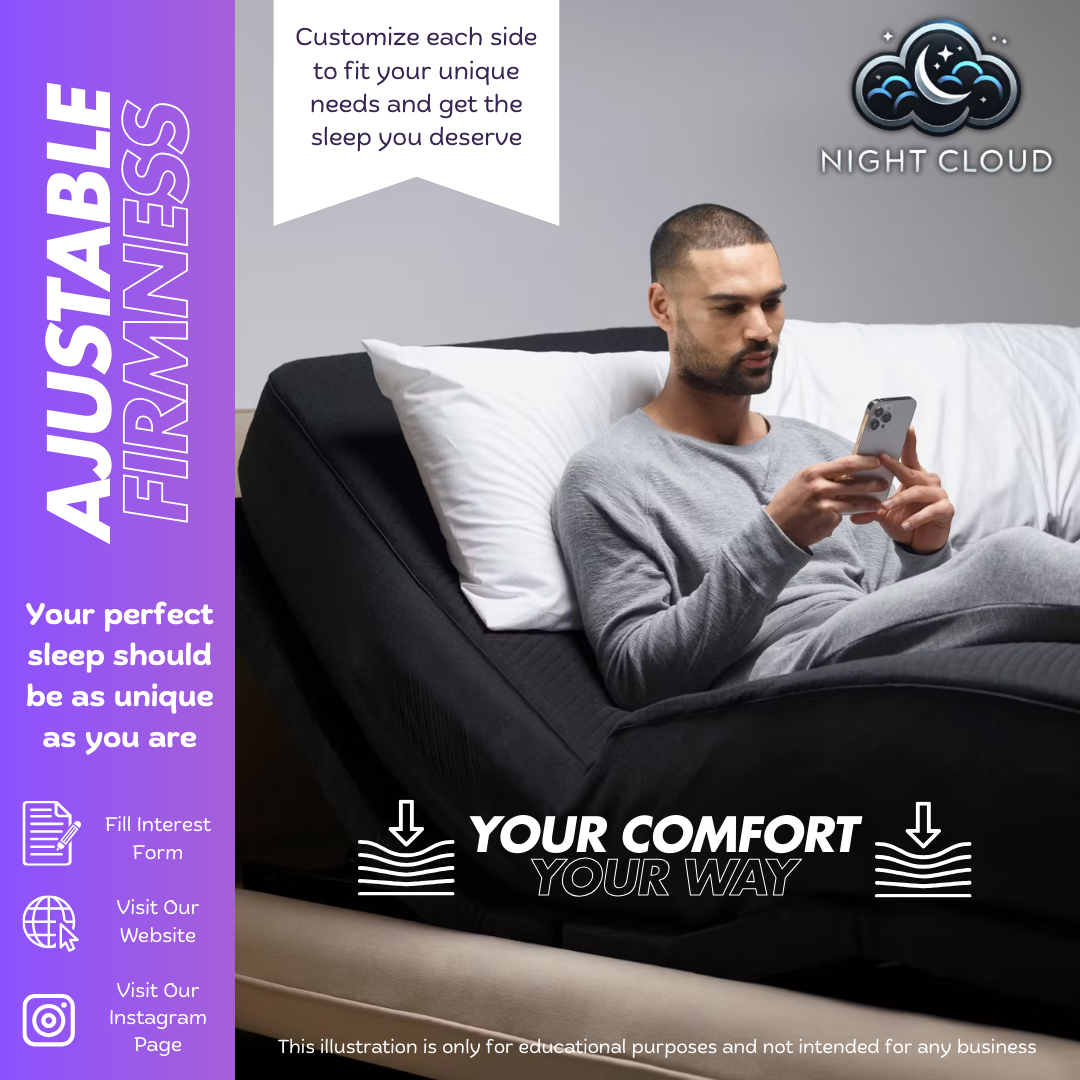 AJUSTABLE
FIRMNESS
Your perfect
sleep should
be as unique
as you are
Fill Interest
Form
Visit Our
Website
Visit Our
Instagram
Page
Customize each side
to fit your unique
needs and get the
sleep you deserve
NIGHT CLOUD
YOUR COMFORT
YOUR WAY
This illustration is only for educational purposes and not intended for any business